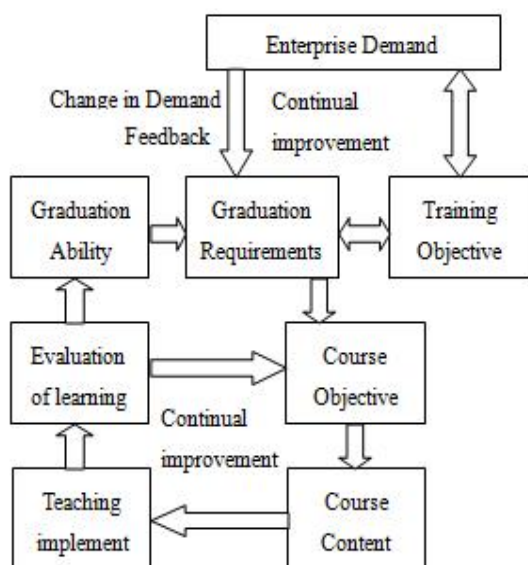 Enterprise Demand
Change in Demand
Feedback
Continual
improvement
Graduation
Ability
Graduation
Requirements
Training
Objective
Evaluation
of learning
Course
Objective
Continual
improvement
Teaching
implement
Course
Content